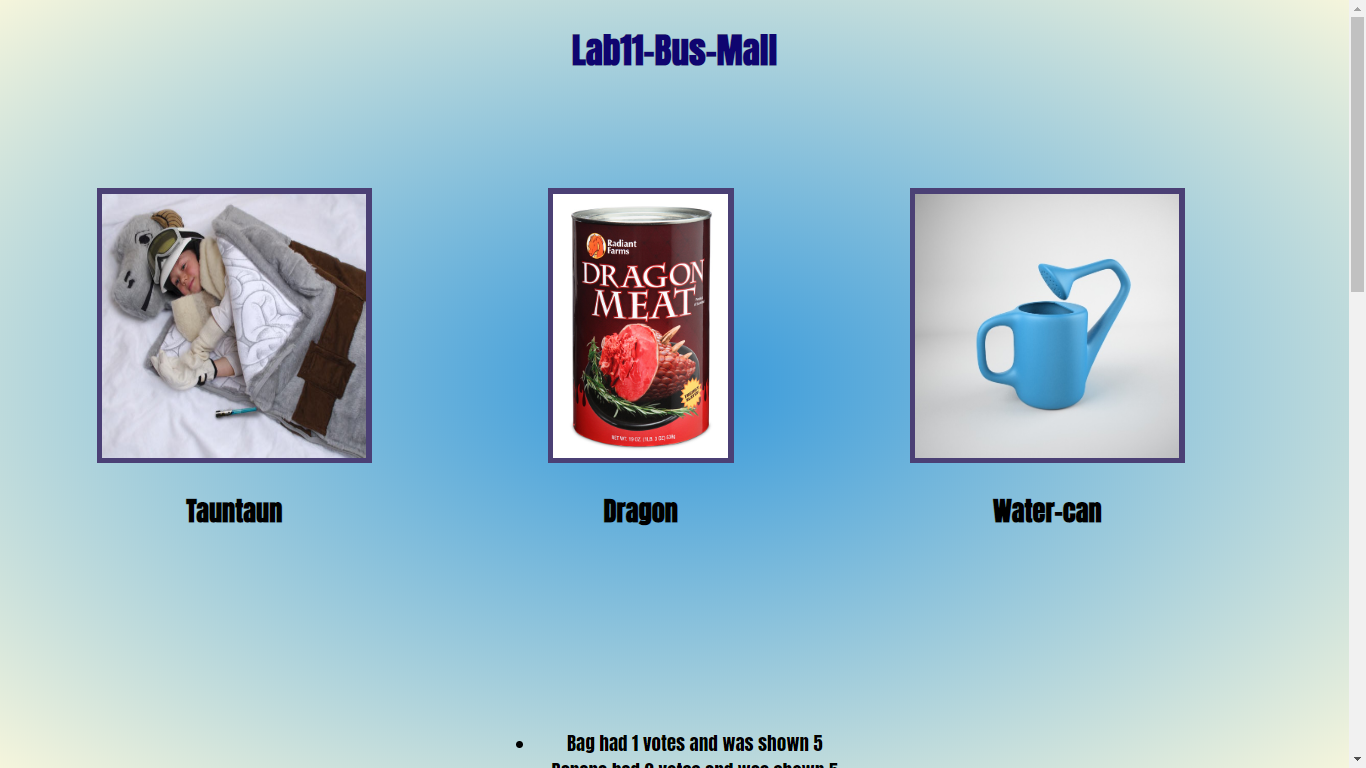 Lab11-Bus-Mall
Radiant
Farms
DRAGON
MEAT
Tauntaun
Dragon
Water-can
Bag had 1 votes and was shown 5